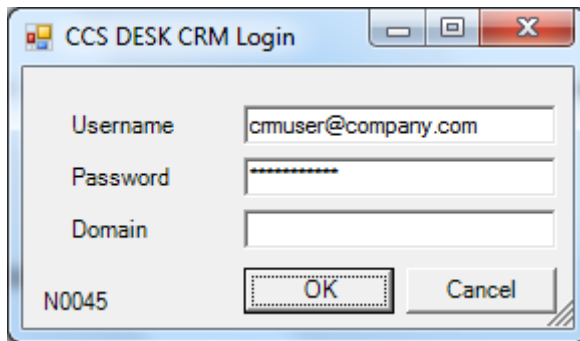 CCS DESK CRM Login
Username crmuser@company.com
Password ***********
Domain
N0045 OK Cancel